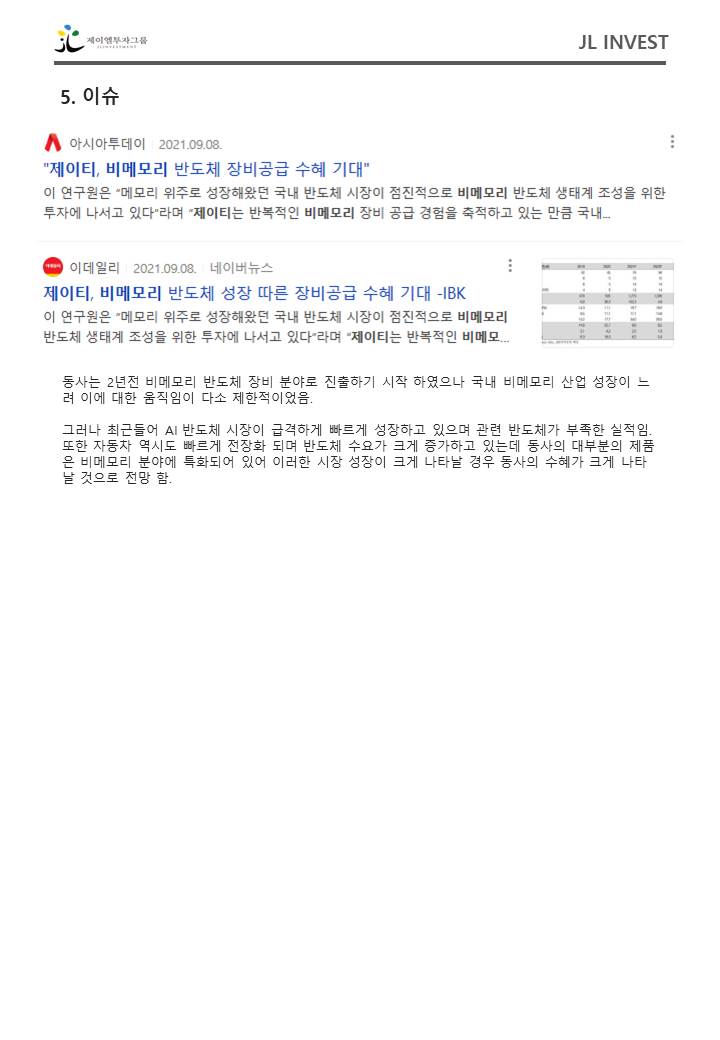 제이엘투자그룹
JLINVESTMENT
JL INVEST
5. 이슈
아시아투데이 2021.09.08.
"제이티, 비메모리 반도체 장비공급 수혜 기대"
이 연구원은 “메모리 위주로 성장해왔던 국내 반도체 시장이 점진적으로 비메모리 반도체 생태계 조성을 위한
투자에 나서고 있다”라며 “제이티는 반복적인 비메모리 장비 공급 경험을 축적하고 있는 만큼 국내...
이데일리 2021.09.08. 네이버뉴스
제이티, 비메모리 반도체 성장 따른 장비공급 수혜 기대 -IBK
이 연구원은 “메모리 위주로 성장해왔던 국내 반도체 시장이 점진적으로 비메모리
반도체 생태계 조성을 위한 투자에 나서고 있다”라며 “제이티는 반복적인 비메모...
동사는 2년전 비메모리 반도체 장비 분야로 진출하기 시작 하였으나 국내 비메모리 산업 성장이 느
려 이에 대한 움직임이 다소 제한적이었음.
그러나 최근들어 AI 반도체 시장이 급격하게 빠르게 성장하고 있으며 관련 반도체가 부족한 실적임.
또한 자동차 역시도 빠르게 전장화 되며 반도체 수요가 크게 증가하고 있는데 동사의 대부분의 제품
은 비메모리 분야에 특화되어 있어 이러한 시장 성장이 크게 나타날 경우 동사의 수혜가 크게 나타
날 것으로 전망 함.